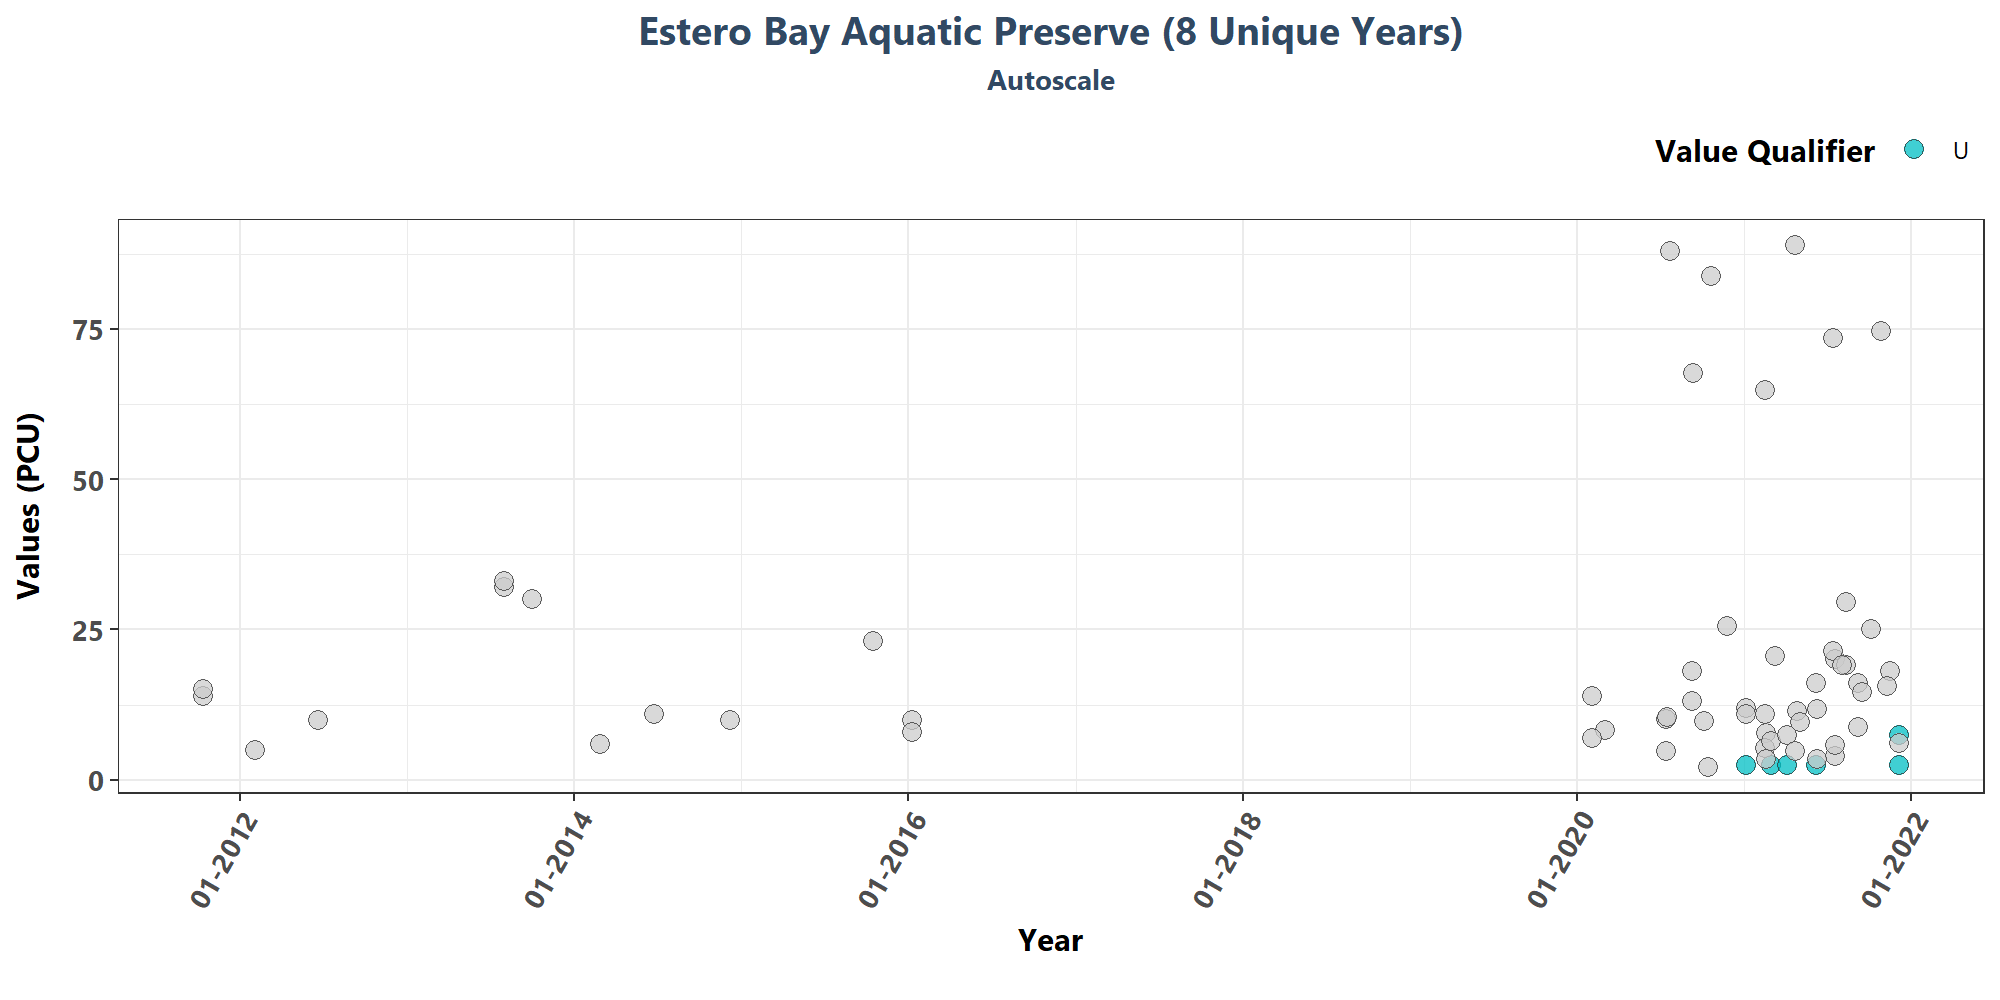 Estero Bay Aquatic Preserve (8 Unique Years)
Autoscale
Value Qualifier U
Values (PCU)
75
50
25
0
01-2012 01-2014 01-2016 01-2018 01-2020 01-2022
Year